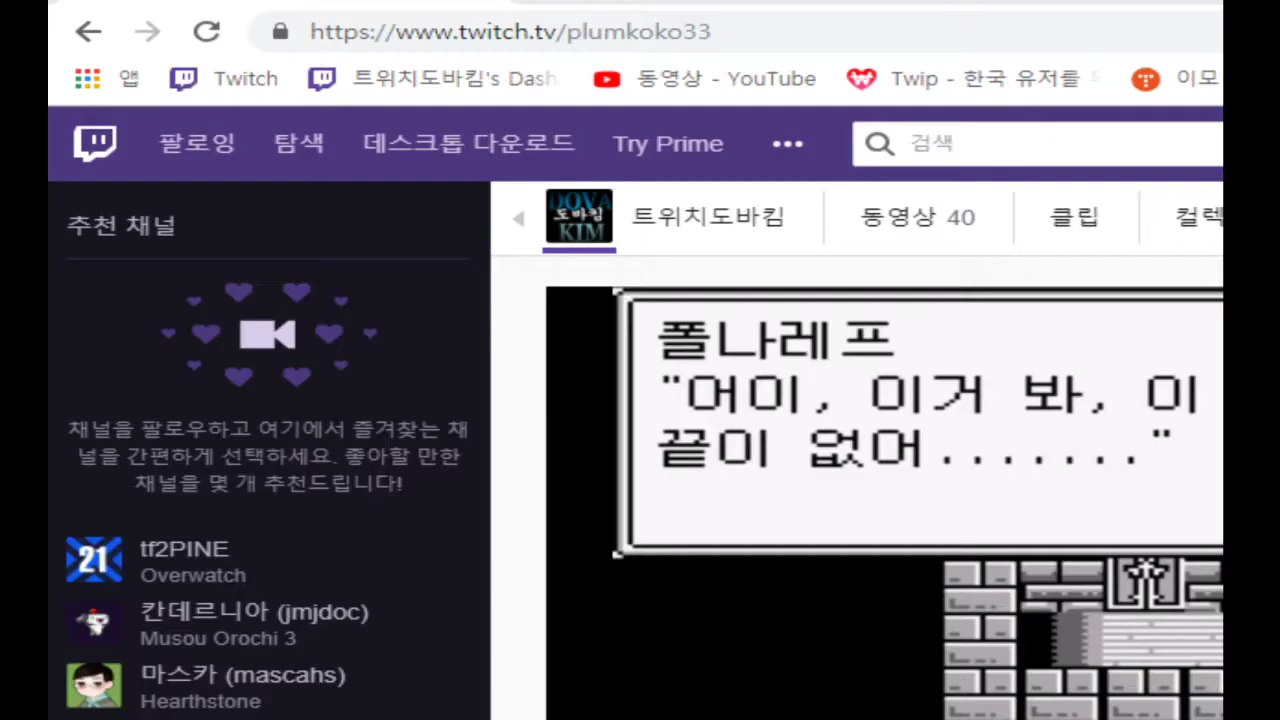 https://www.twitch.tv/plumkoko33
앱 Twitch 트위치도바킴's Dash 동영상 - YouTube Twip - 한국 유저를 이모
팔로잉 탐색 데스크톱 다운로드 Try Prime 검색
추천 채널
DOVA
도바킴
KIM
트위치도바킴 동영상 40 클립 컬렉
채널을 팔로우하고 여기에서 즐겨찾는 채
널을 간편하게 선택하세요. 좋아할 만한
채널을 몇 개 추천드립니다!
21 tf2PINE
Overwatch
칸데르니아 (jmjdoc)
Musou Orochi 3
마스카 (mascahs)
Hearthstone
폴나레프
"어이, 이거 봐, 이
끝이 없어......."